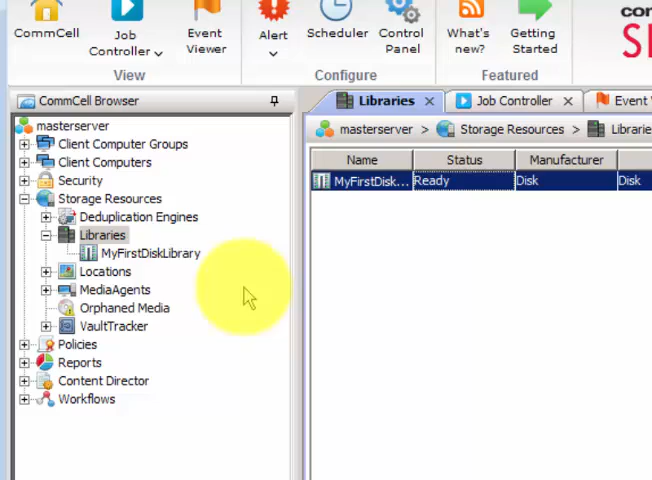 CommCell
Job
Controller
Event
Viewer
Alert
Scheduler
Control
Panel
What's
new?
Getting
Started
View
Configure
Featured
CommCell Browser
Libraries
Job Controller
Event
masterserver > Storage Resources >
Name
Status
Manufacturer
MyFirstDisk...
Ready
Disk
Disk
masterserver
Client Computer Groups
Client Computers
Security
Storage Resources
Deduplication Engines
Libraries
MyFirstDiskLibrary
Locations
MediaAgents
Orphaned Media
VaultTracker
Policies
Reports
Content Director
Workflows